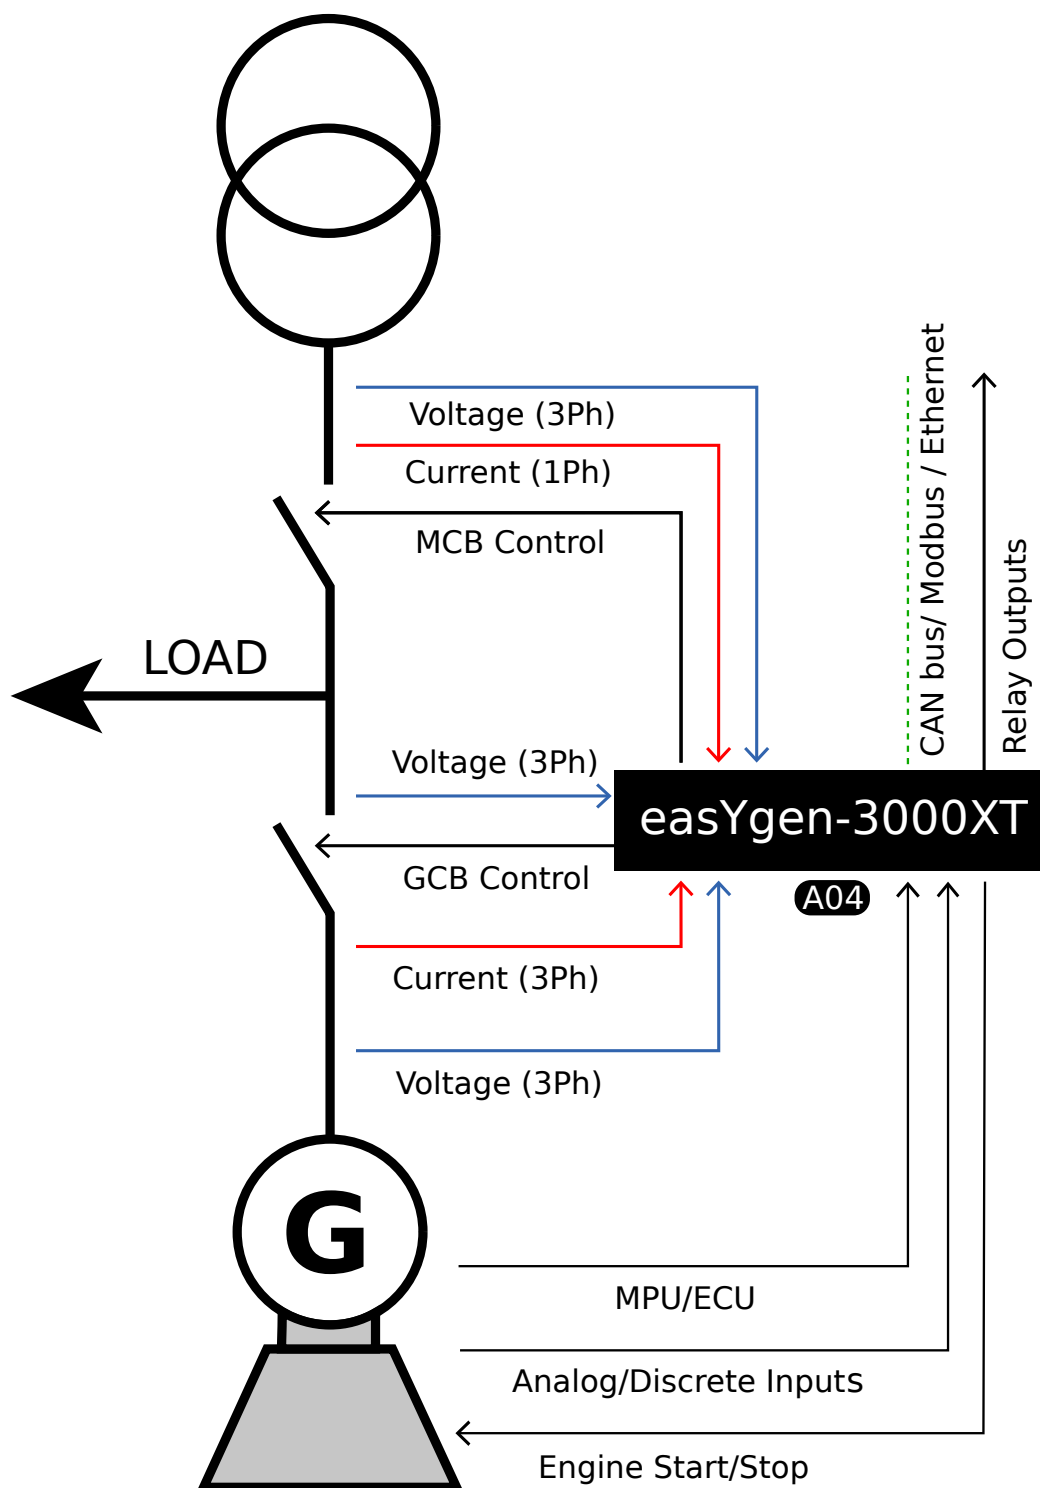 Voltage (3Ph)
Current (1Ph)
MCB Control
CAN bus/ Modbus / Ethernet
Relay Outputs
LOAD
Voltage (3Ph)
easYgen-3000XT
GCB Control
A04
Current (3Ph)
Voltage (3Ph)
G
MPU/ECU
Analog/Discrete Inputs
Engine Start/Stop